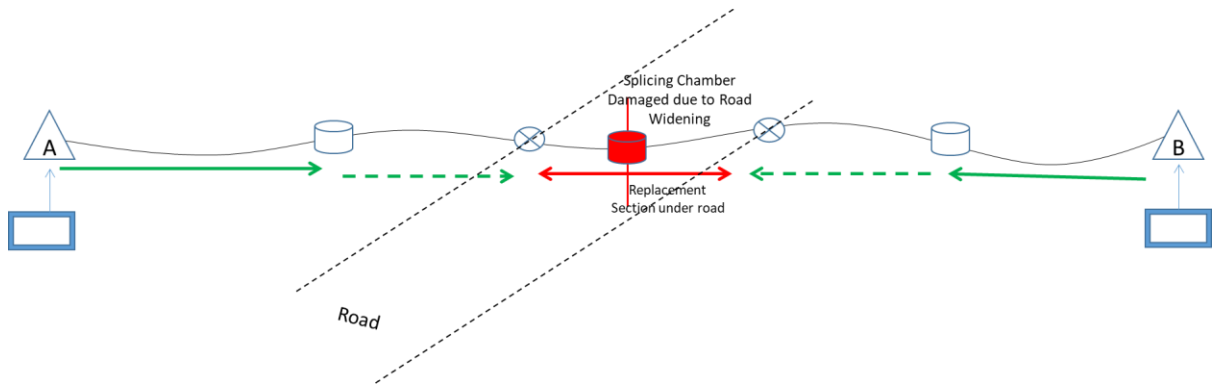 Splicing Chamber
Damaged due to Road
Widening
A
B
Replacement
Section under road
Road